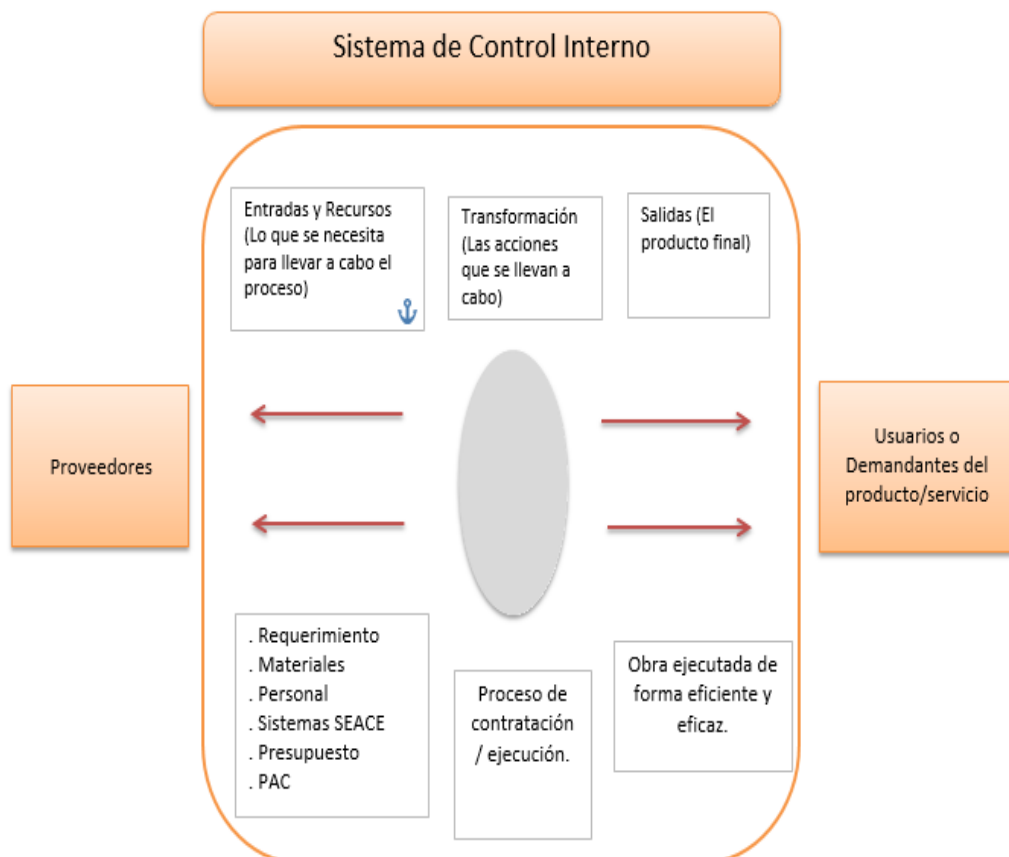 Sistema de Control Interno
Entradas y Recursos
(Lo que se necesita
para llevar a cabo el
proceso)
Transformación
(Las acciones
que se llevan a
cabo)
Salidas (El
producto final)
Proveedores
Usuarios o
Demandantes del
producto/servicio
. Requerimiento
. Materiales
. Personal
. Sistemas SEACE
. Presupuesto
. PAC
Proceso de
contratación
/ ejecución.
Obra ejecutada de
forma eficiente y
eficaz.